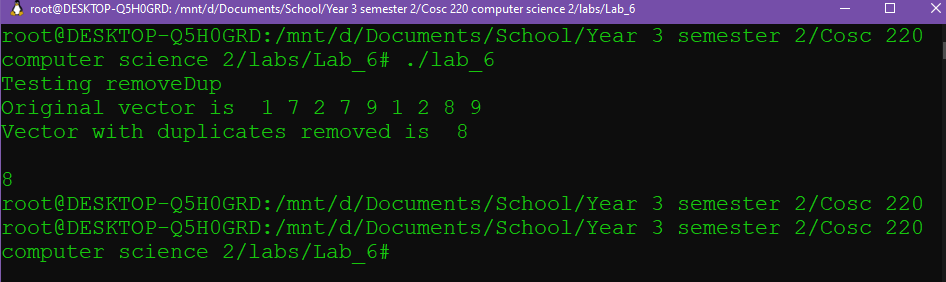 root@DESKTOP-Q5H0GRD: /mnt/d/Documents/School/Year 3 semester 2/Cosc 220 computer science 2/labs/Lab_6
root@DESKTOP-Q5H0GRD:/mnt/d/Documents/School/Year 3 semester 2/Cosc 220
computer science 2/labs/Lab_6# ./lab_6
Testing removeDup
Original vector is  1 7 2 7 9 1 2 8 9
Vector with duplicates removed is  8
8
root@DESKTOP-Q5H0GRD:/mnt/d/Documents/School/Year 3 semester 2/Cosc 220
root@DESKTOP-Q5H0GRD:/mnt/d/Documents/School/Year 3 semester 2/Cosc 220
computer science 2/labs/Lab_6#